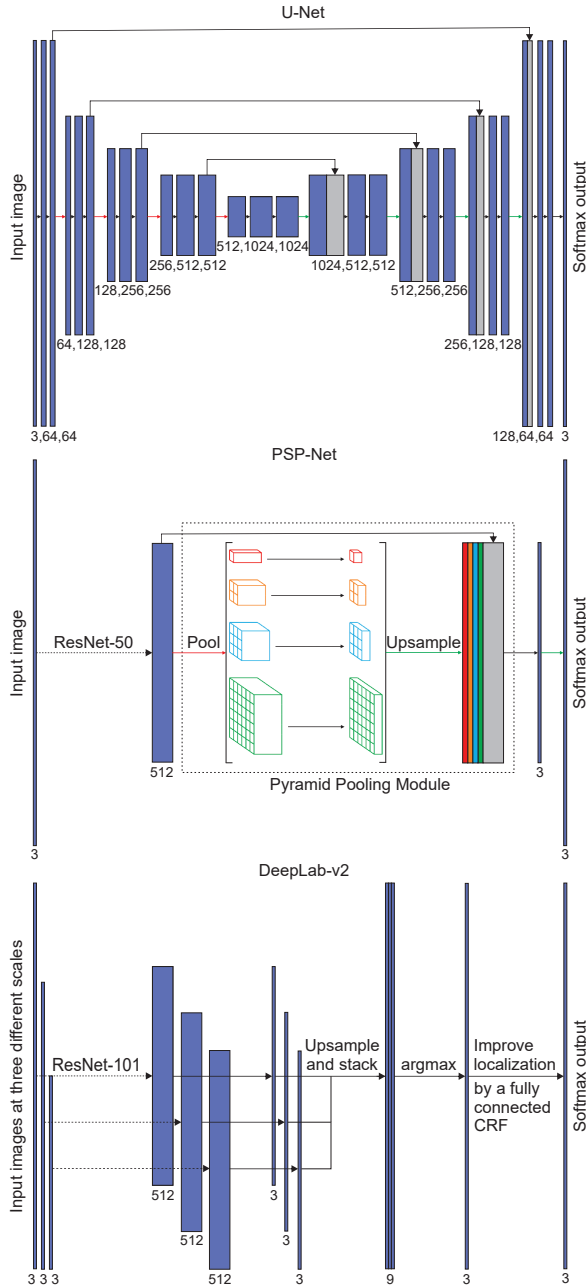 U-Net
Input image
Softmax output
512,1024,1024
256,512,512
1024,512,512
128,256,256
512,256,256
64,128,128
256,128,128
3,64,64
128,64,64
3
PSP-Net
Input image
ResNet-50
Pool
Upsample
Softmax output
512
3
Pyramid Pooling Module
3
3
DeepLab-v2
Input images at three different scales
ResNet-101
Upsample
and stack
argmax
Improve
localization
by a fully
connected
CRF
Softmax output
512
3
512
3
3
3
3
512
3
9
3
3